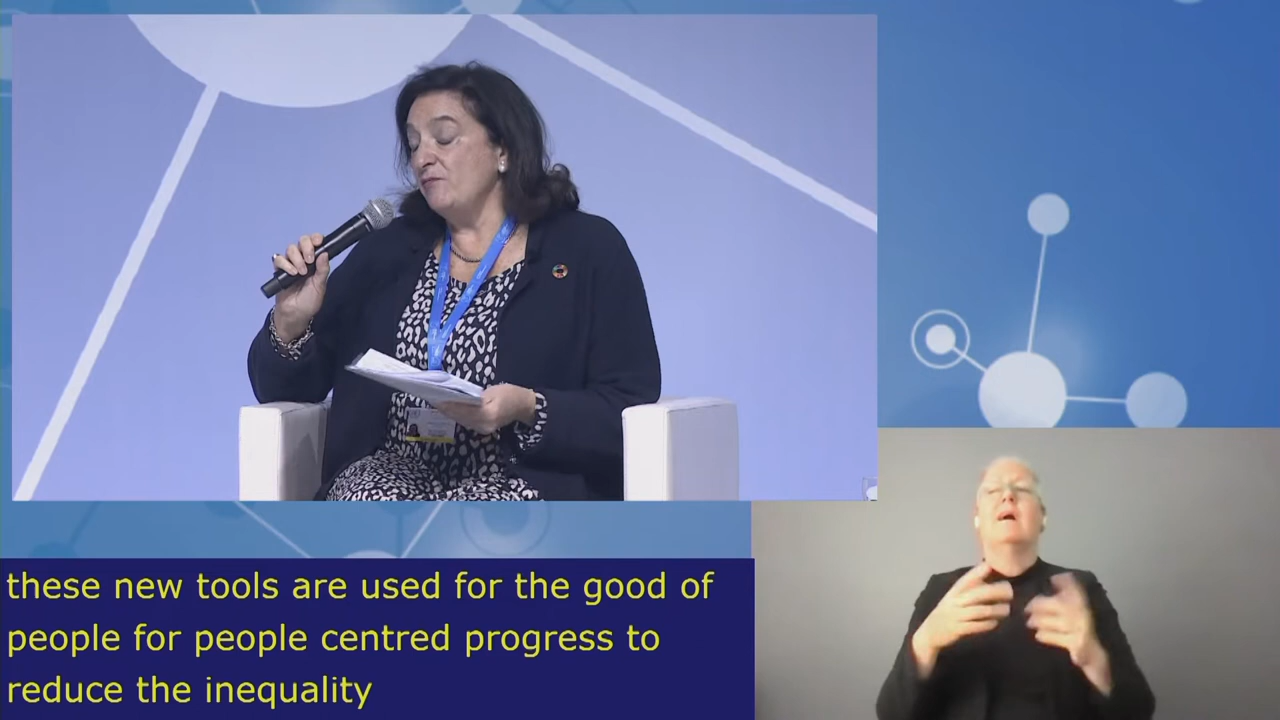 these new tools are used for the good of
people for people centred progress to
reduce the inequality